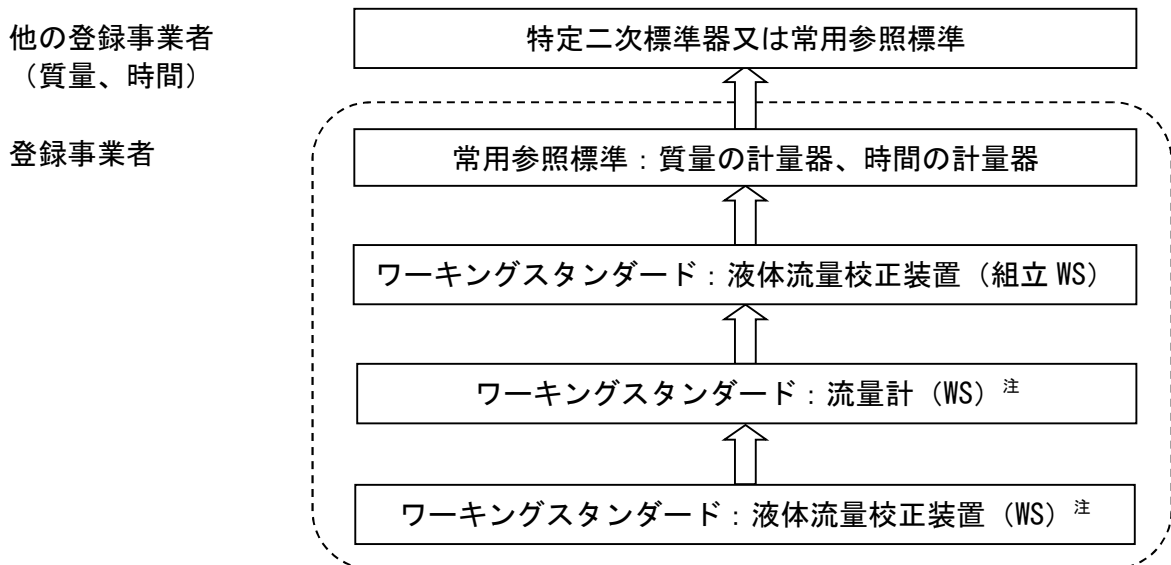 他の登録事業者
（質量、時間）
特定二次標準器又は常用参照標準
登録事業者
常用参照標準：質量の計量器、時間の計量器
ワーキングスタンダード：液体流量校正装置（組立 WS）
ワーキングスタンダード：流量計（WS）注
ワーキングスタンダード：液体流量校正装置（WS）注